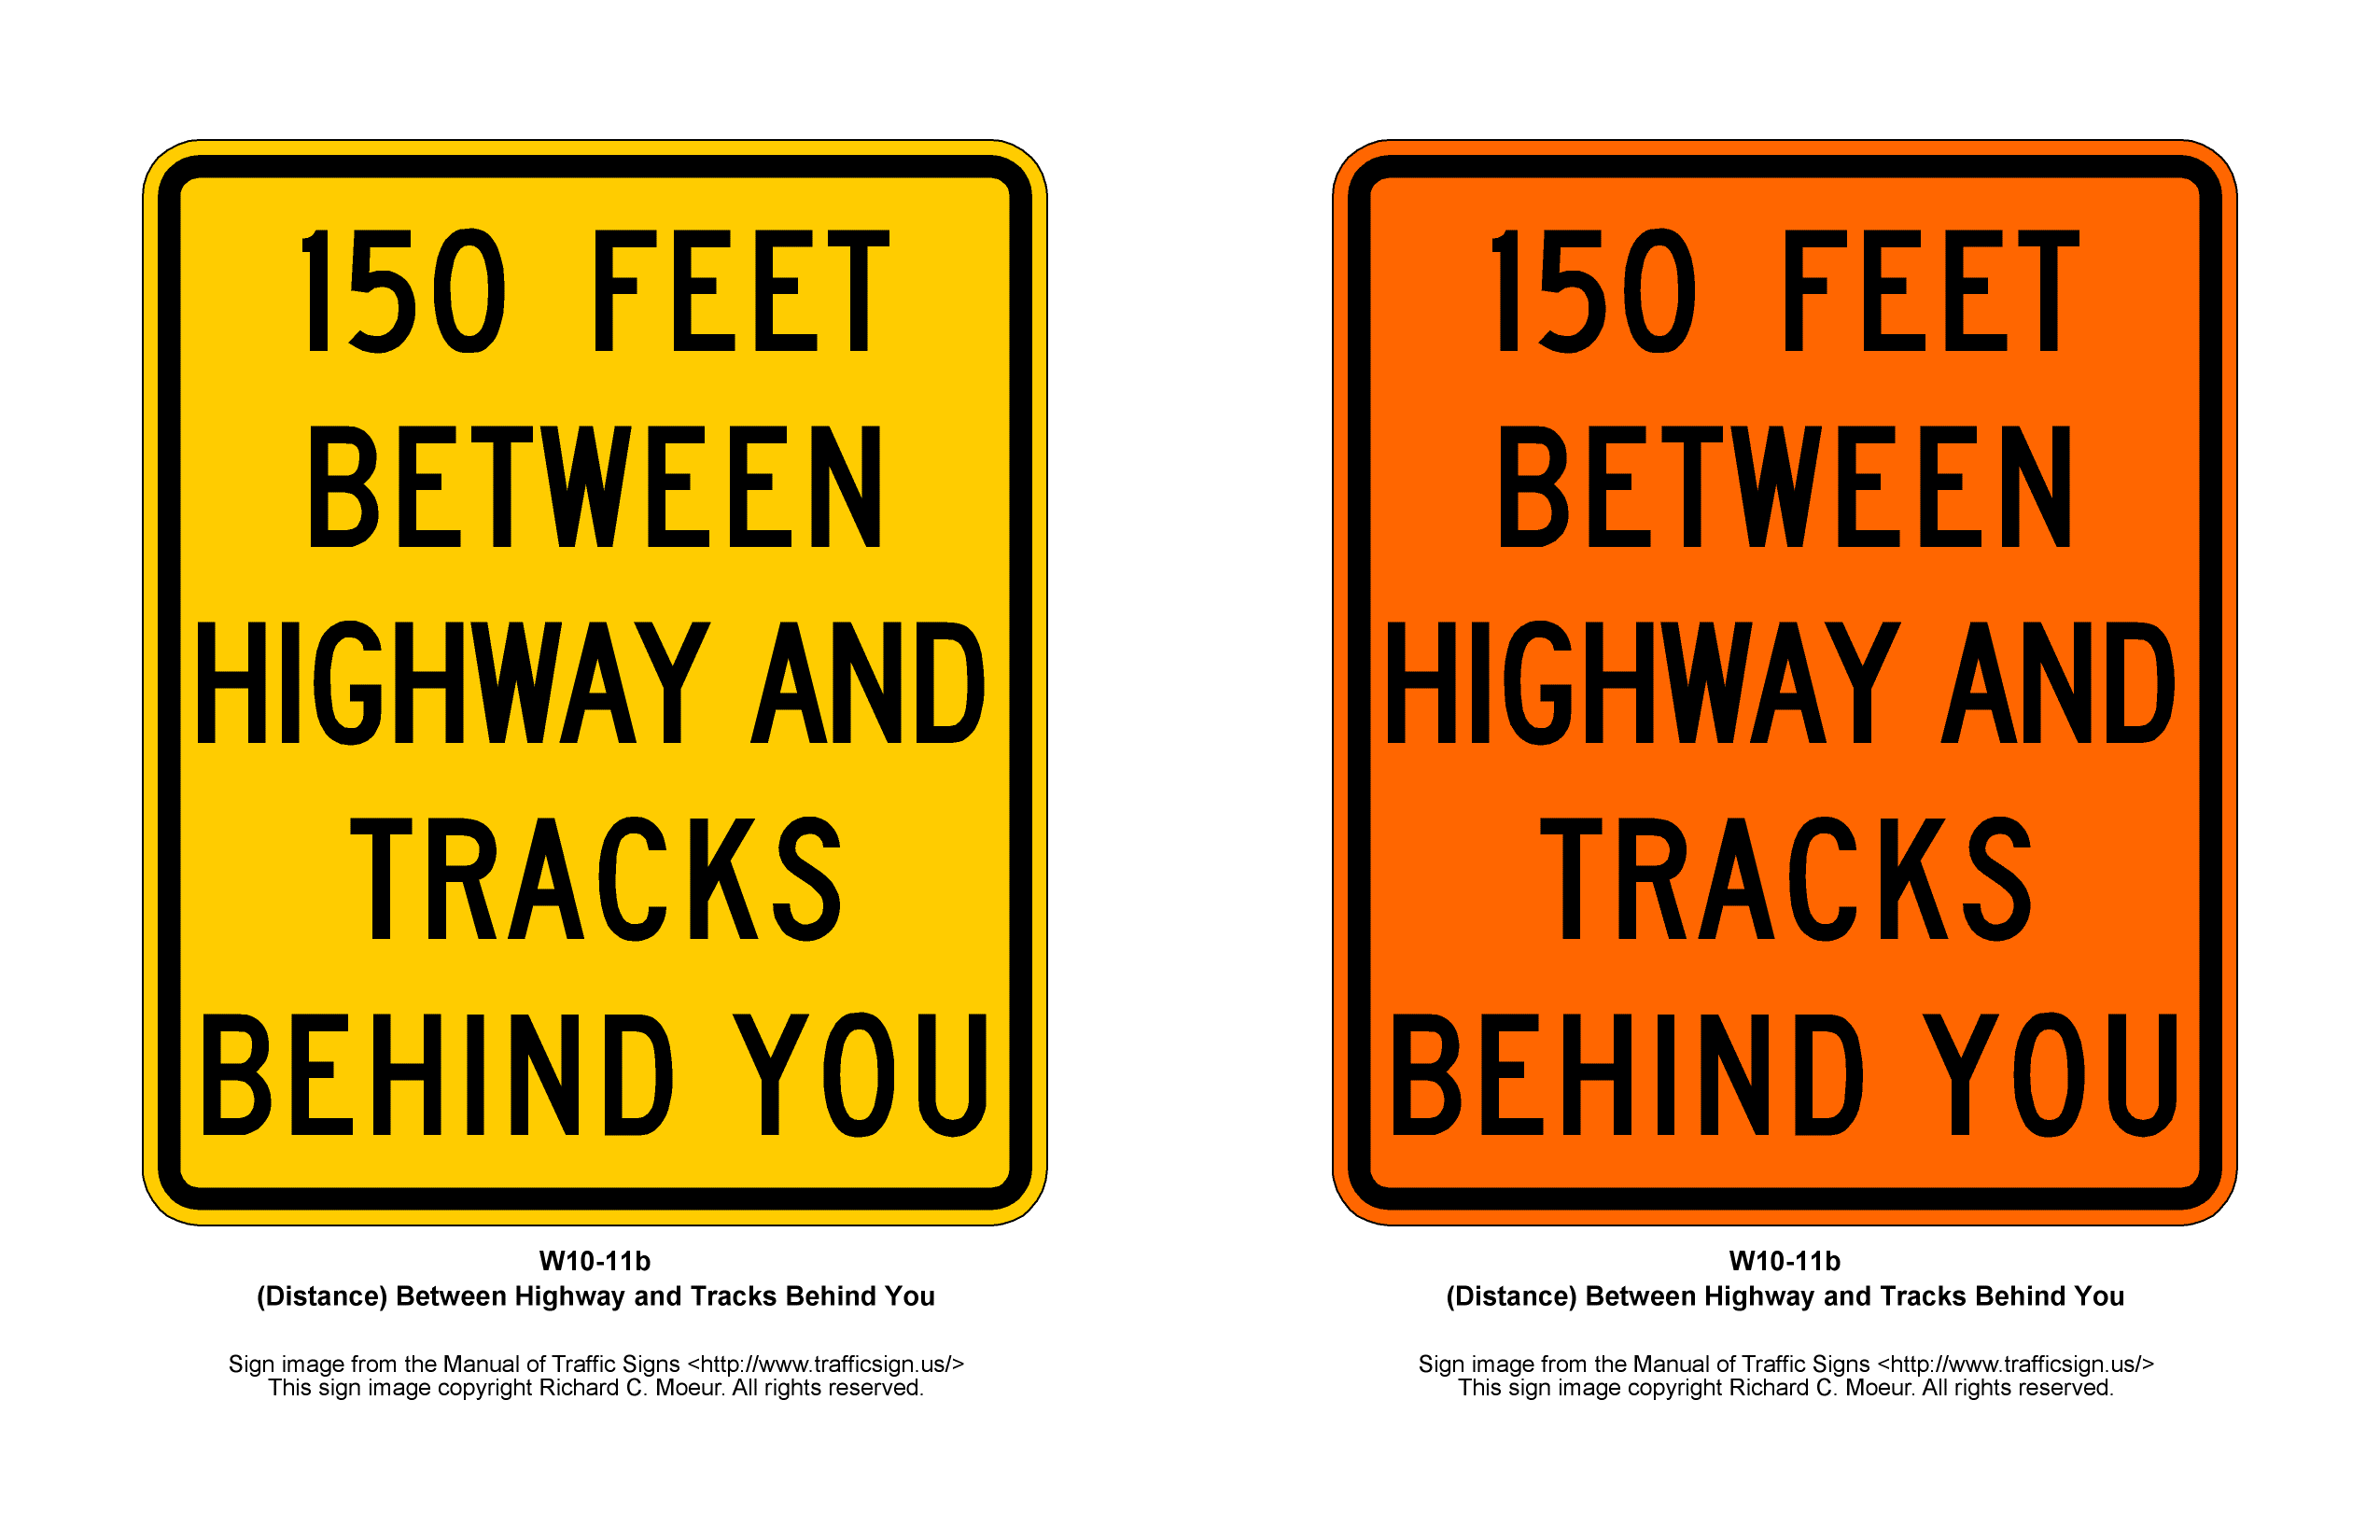 150 FEET
BETWEEN
HIGHWAY AND
TRACKS
BEHIND YOU
W10-11b
(Distance) Between Highway and Tracks Behind You
Sign image from the Manual of Traffic Signs <http://www.trafficsign.us/>
This sign image copyright Richard C. Moeur. All rights reserved.
150 FEET
BETWEEN
HIGHWAY AND
TRACKS
BEHIND YOU
W10-11b
(Distance) Between Highway and Tracks Behind You
Sign image from the Manual of Traffic Signs <http://www.trafficsign.us/>
This sign image copyright Richard C. Moeur. All rights reserved.